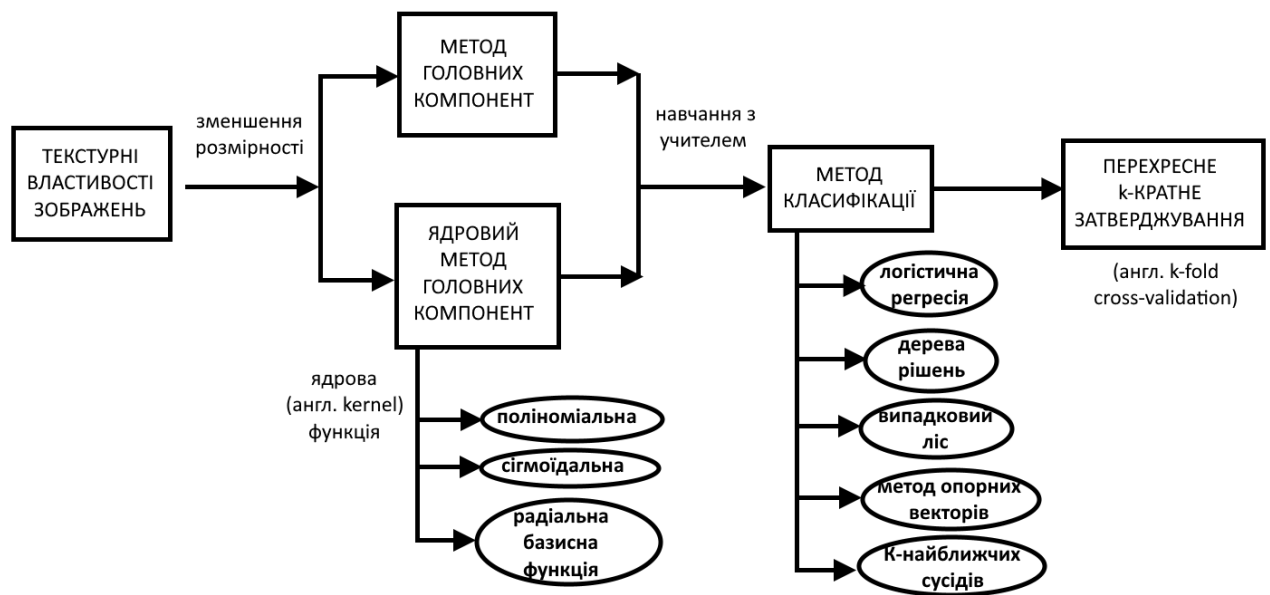 ТЕКСТУРНІ
ВЛАСТИВОСТІ
ЗОБРАЖЕНЬ
зменшення
розмірності
МЕТОД
ГОЛОВНИХ
КОМПОНЕНТ
ЯДРОВИЙ
МЕТОД
ГОЛОВНИХ
КОМПОНЕНТ
ядрова
(англ. kernel)
функція
поліноміальна
сігмоїдальна
радіальна
базисна
функція
навчання з
учителем
МЕТОД
КЛАСИФІКАЦІЇ
логістична
регресія
дерева
рішень
випадковий
ліс
метод опорних
векторів
К-найближчих
сусідів
ПЕРЕХРЕСНЕ
k-КРАТНЕ
ЗАТВЕРДЖУВАННЯ
(англ. k-fold
cross-validation)